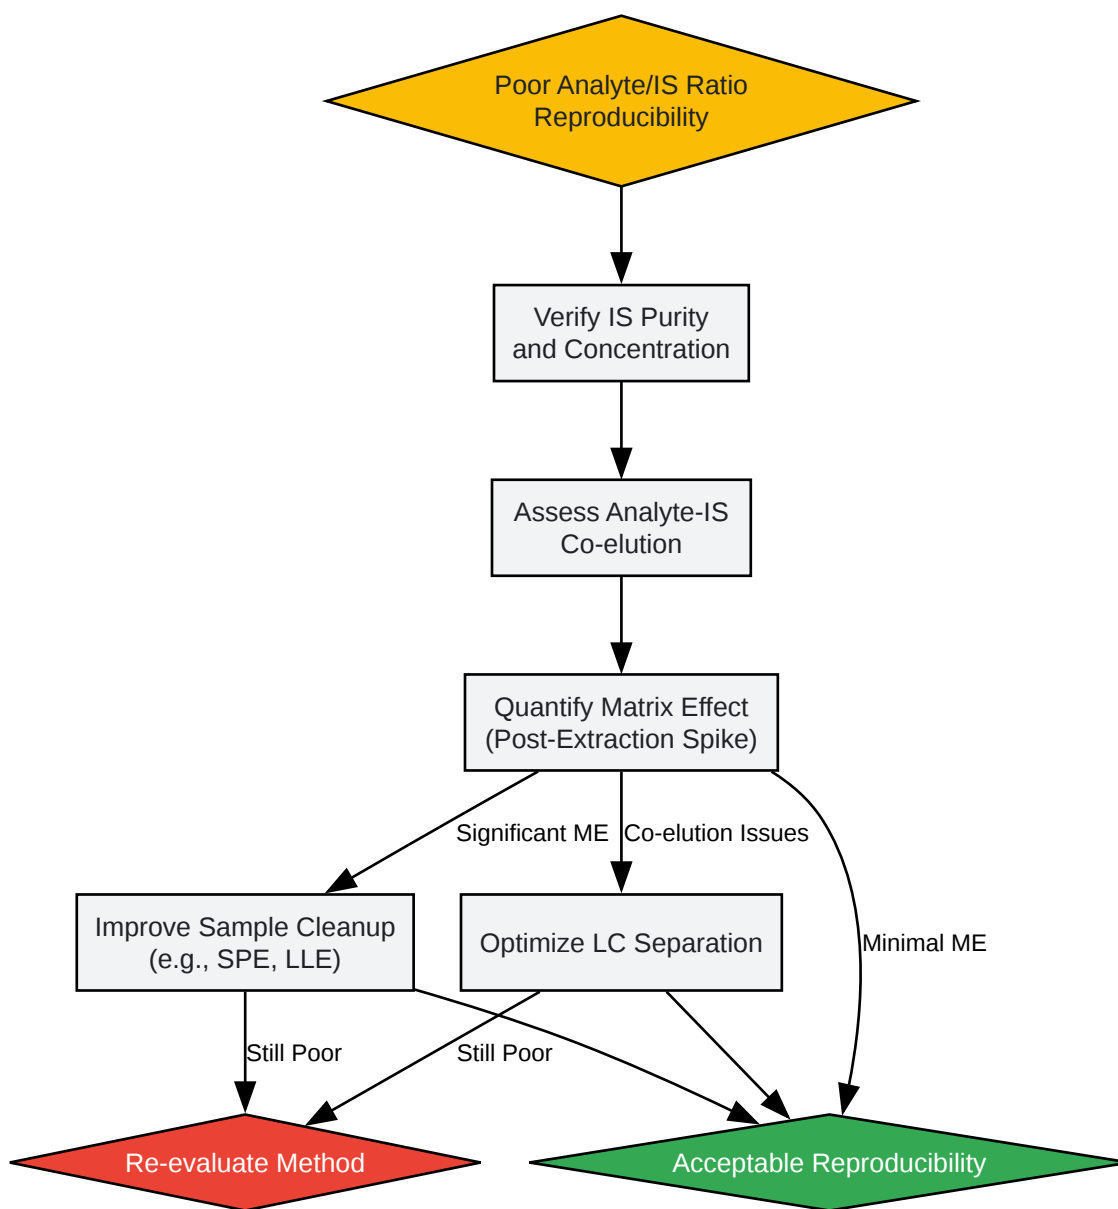 Poor Analyte/IS Ratio
Reproducibility
Verify IS Purity
and Concentration
Assess Analyte-IS
Co-elution
Quantify Matrix Effect
(Post-Extraction Spike)
Significant ME
Co-elution Issues
Improve Sample Cleanup
(e.g., SPE, LLE)
Optimize LC Separation
Minimal ME
Still Poor
Still Poor
Re-evaluate Method
Acceptable Reproducibility